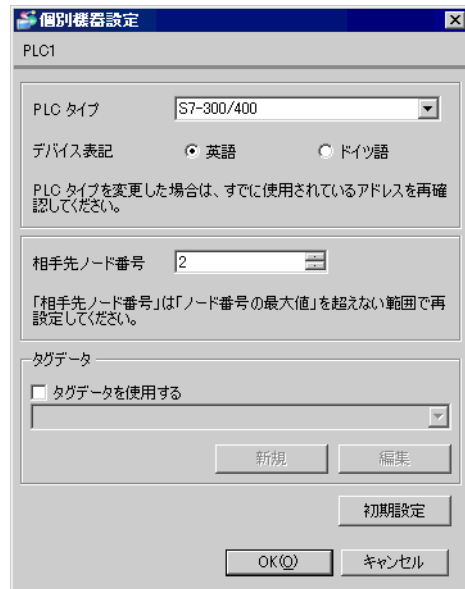 個別機器設定
PLC1
PLC タイプ
S7-300/400
デバイス表記
英語
ドイツ語
PLC タイプを変更した場合は、すでに使用されているアドレスを再確
認してください。
相手先ノード番号
2
「相手先ノード番号」は「ノード番号の最大値」を超えない範囲で再
設定してください。
タグデータ
タグデータを使用する
新規
編集
初期設定
OK(O)
キャンセル